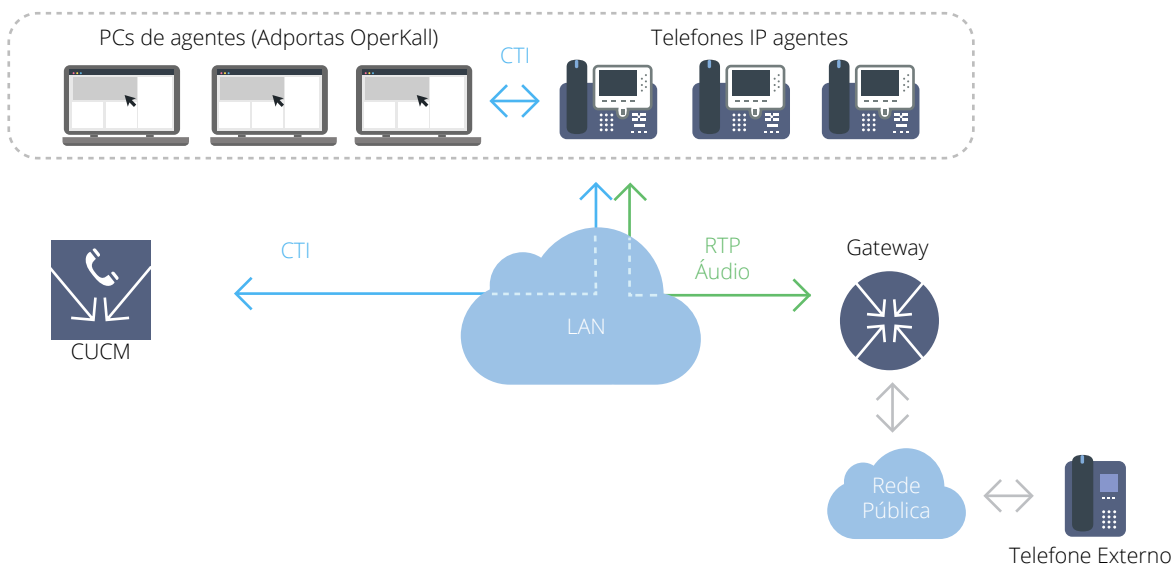 PCs de agentes (Adportas OperKall)
CTI
Telefones IP agentes
CTI
RTP
Áudio
Gateway
LAN
CUCM
Rede
Pública
Telefone Externo